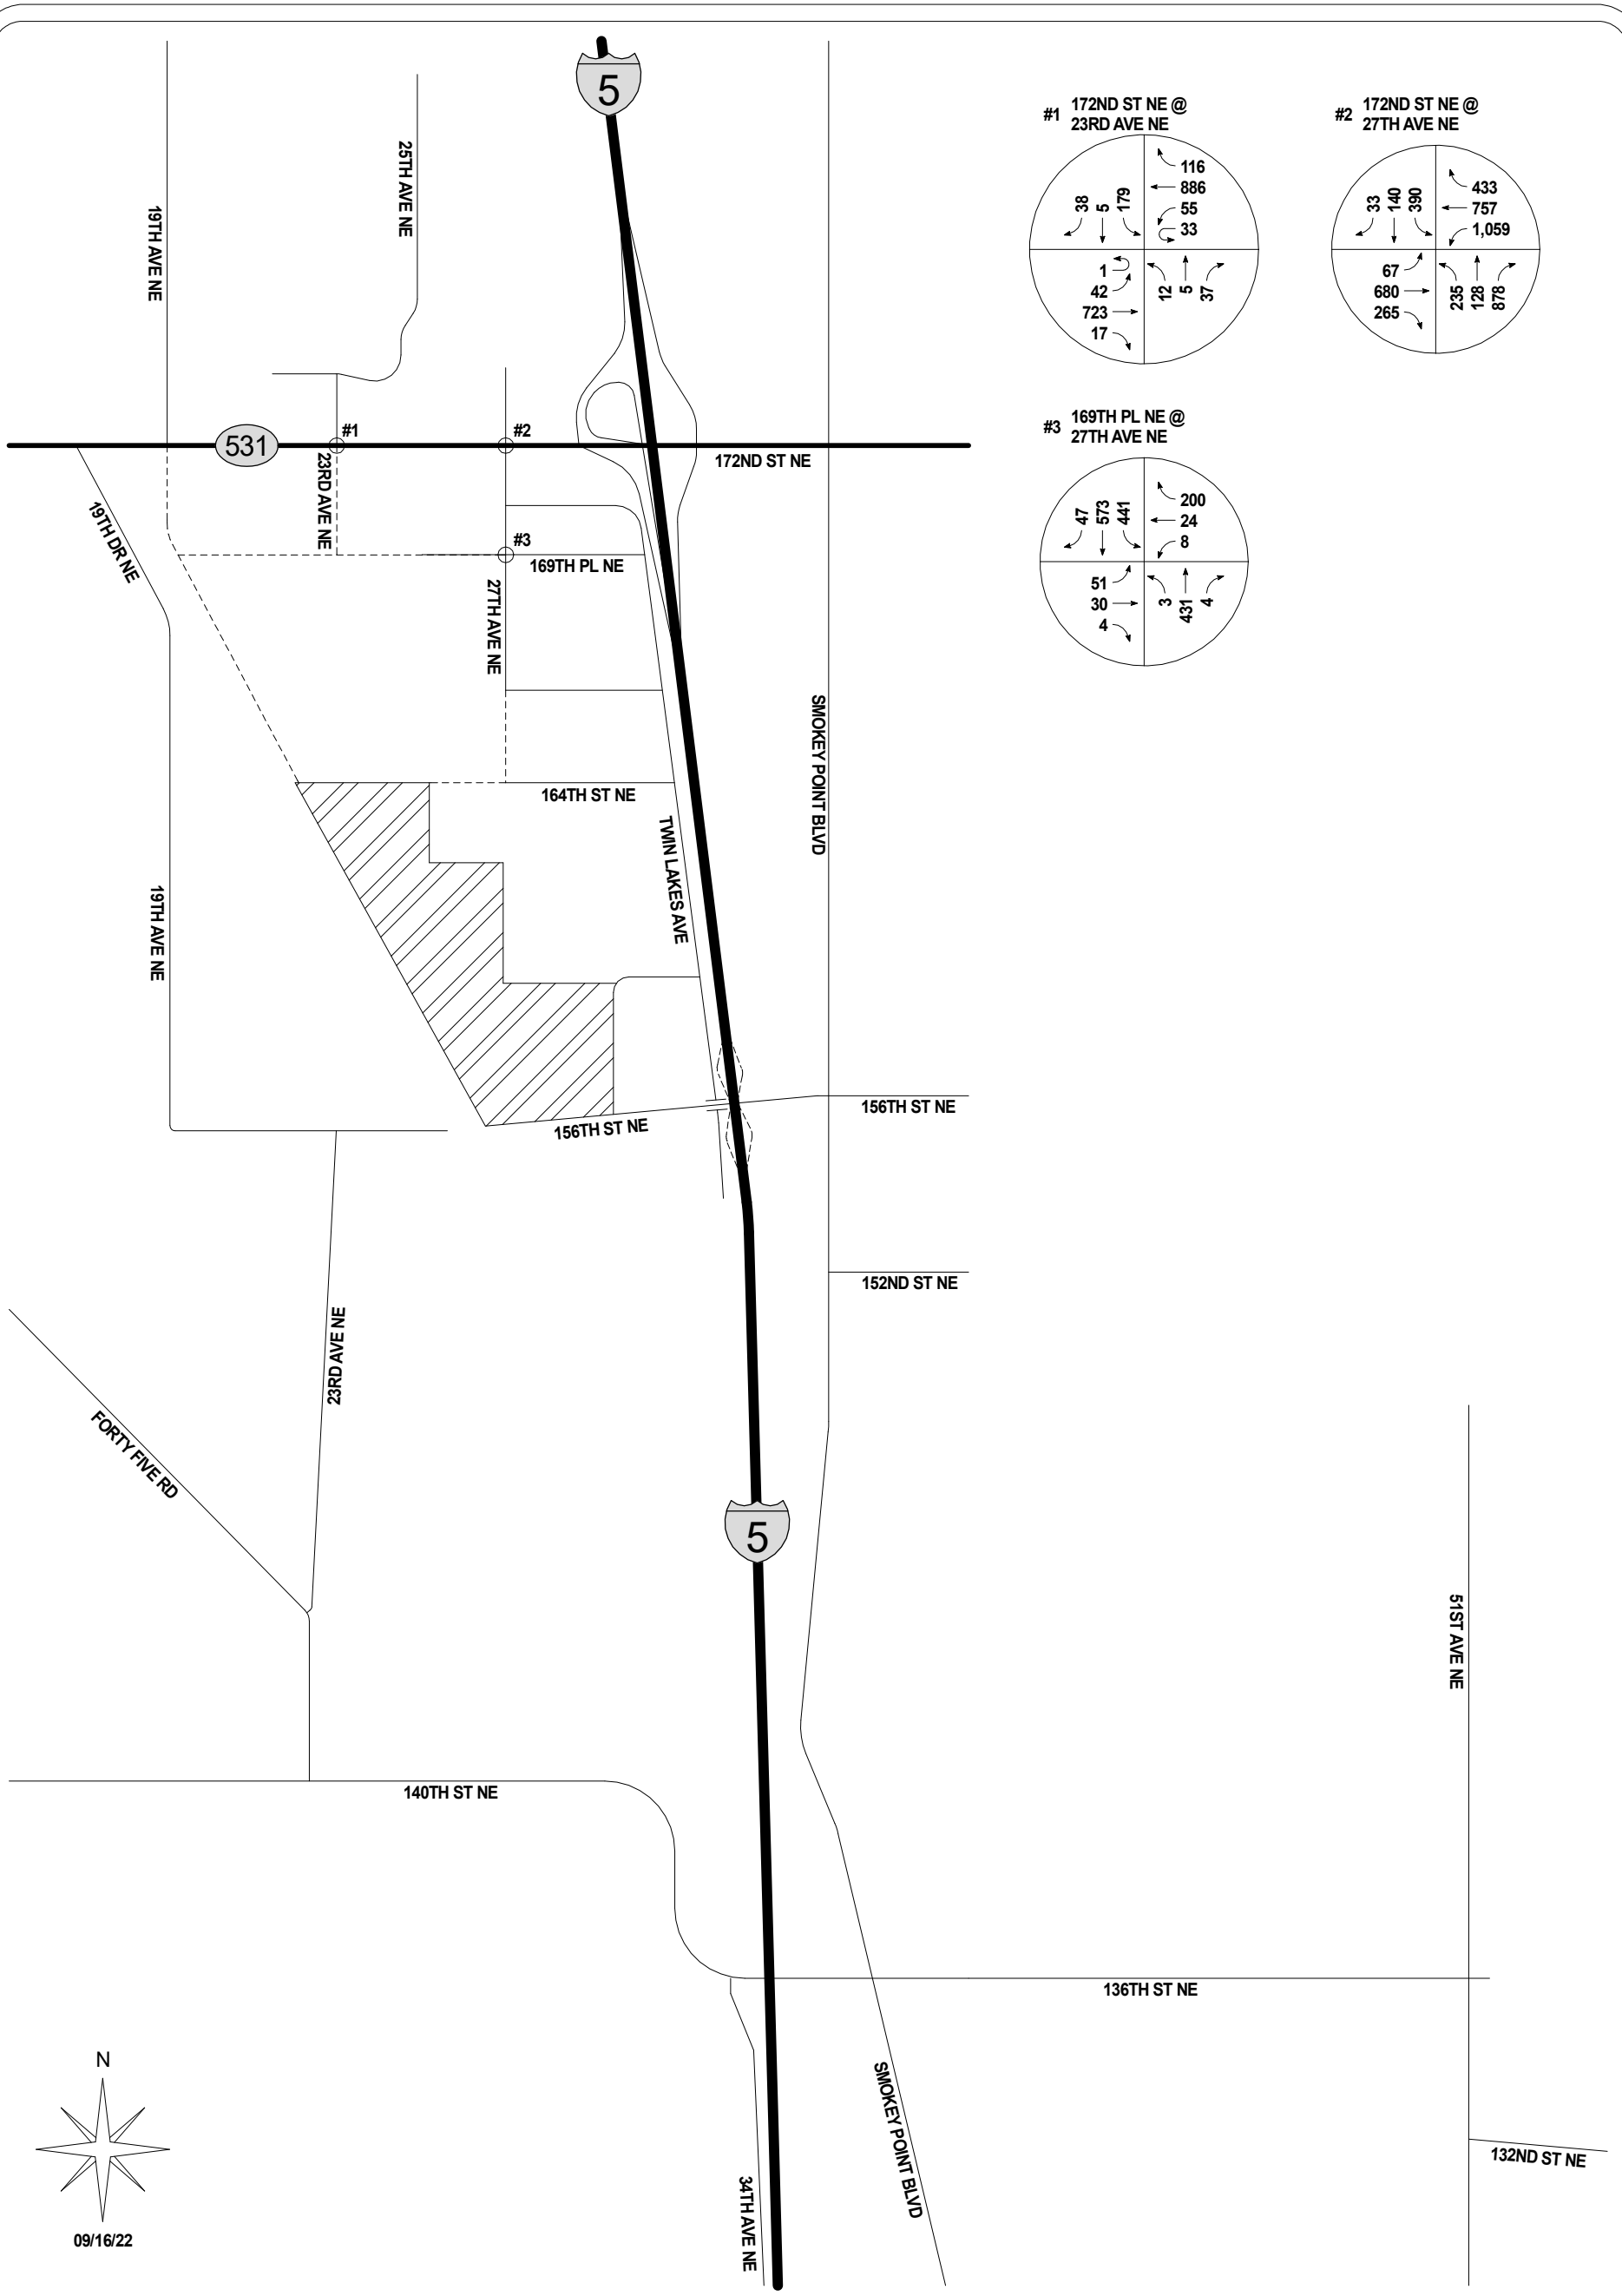 5
#1 172ND ST NE @
23RD AVE NE
38 5 179
116
886
55
33
1
42
723
17
12 5 37
#2 172ND ST NE @
27TH AVE NE
33 140 390
433
757
1,059
67
680
265
235 128 878
#3 169TH PL NE @
27TH AVE NE
47 573 441
200
24
8
51
30
4
3 431 4
19TH AVE NE
25TH AVE NE
531
#1
#2
172ND ST NE
23RD AVE NE
19TH DR NE
#3
169TH PL NE
27TH AVE NE
SMOKEY POINT BLVD
164TH ST NE
TWIN LAKES AVE
19TH AVE NE
156TH ST NE
156TH ST NE
152ND ST NE
23RD AVE NE
FORTY FIVE RD
5
51ST AVE NE
140TH ST NE
136TH ST NE
N
SMOKEY POINT BLVD
132ND ST NE
34TH AVE NE
09/16/22